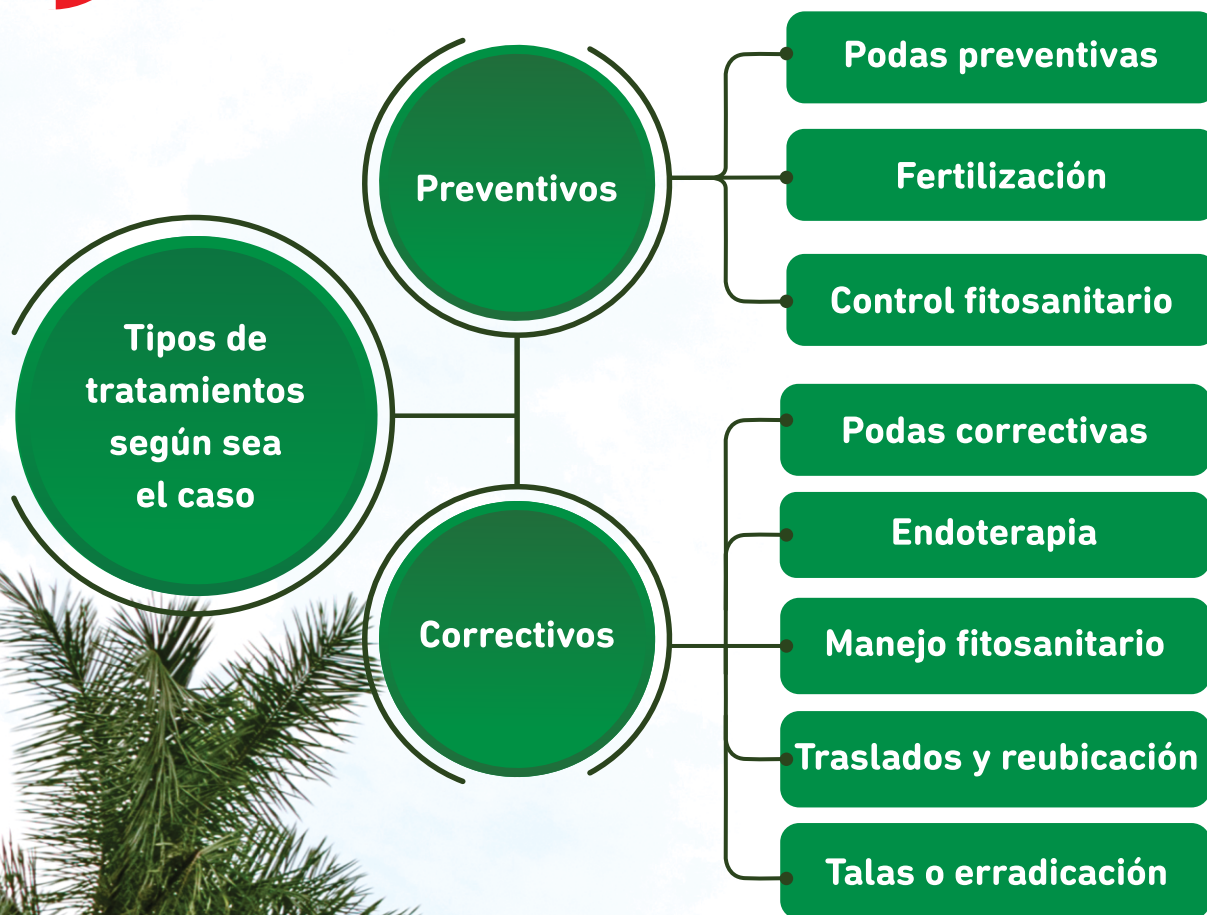 Tipos de
tratamientos
según sea
el caso
Preventivos
Podas preventivas
Fertilización
Control fitosanitario
Correctivos
Podas correctivas
Endoterapia
Manejo fitosanitario
Traslados y reubicación
Talas o erradicación